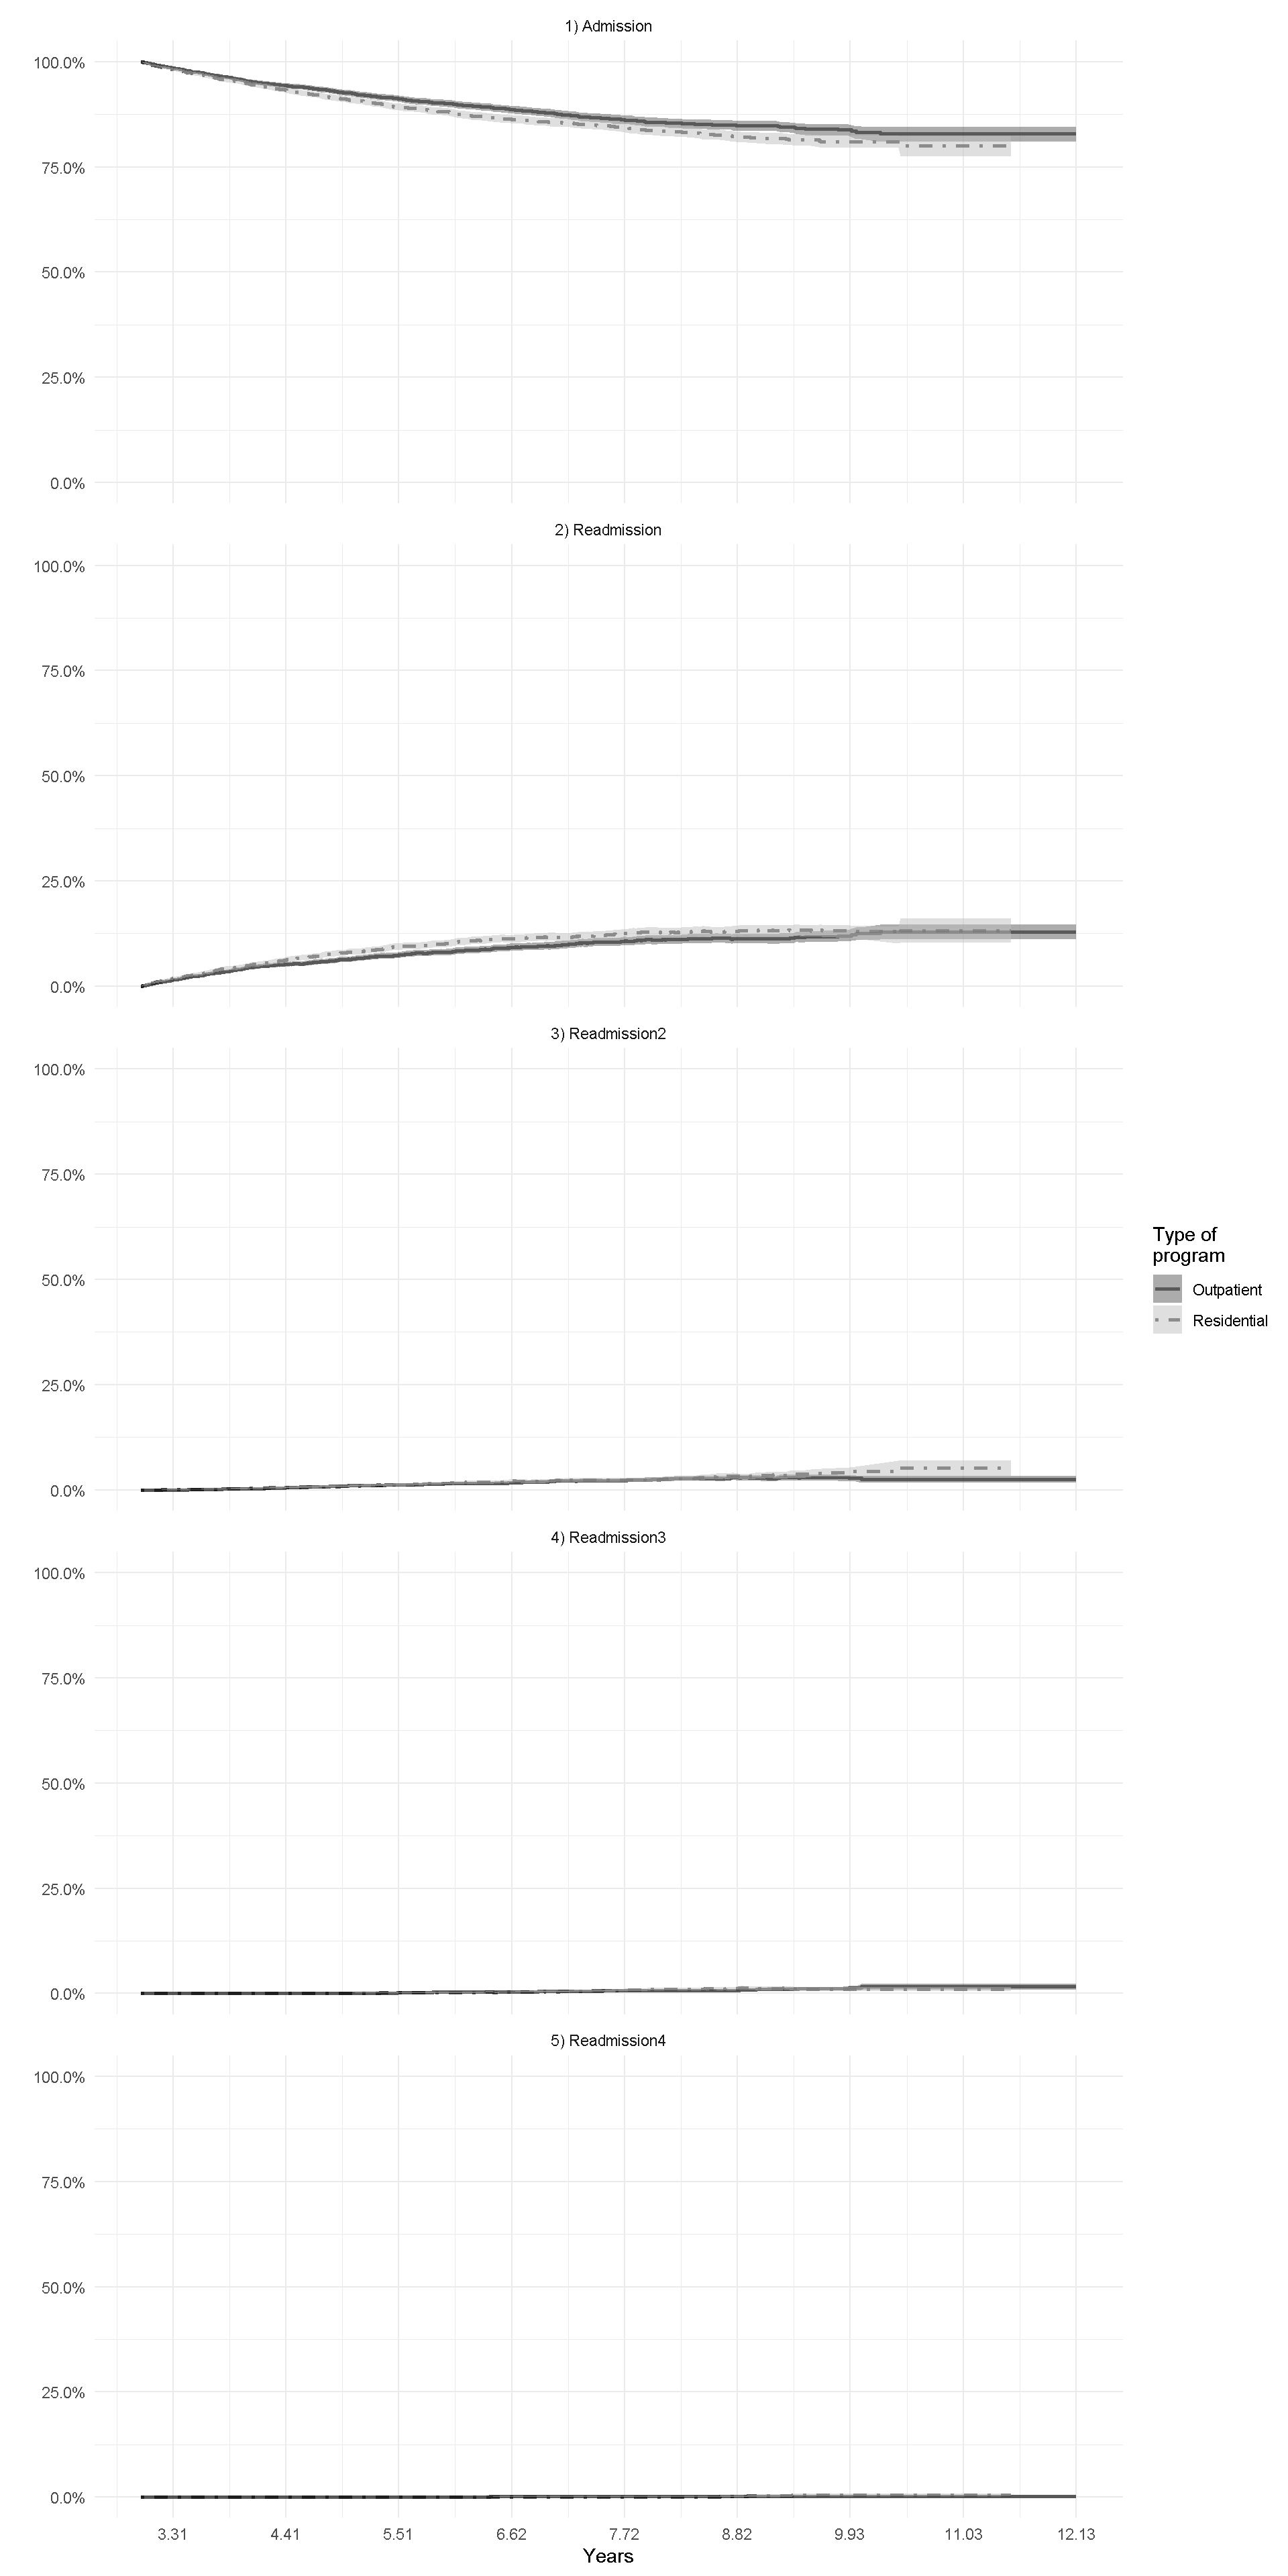 1) Admission
100.0%
75.0%
50.0%
25.0%
0.0%
2) Readmission
100.0%
75.0%
50.0%
25.0%
0.0%
3) Readmission2
100.0%
75.0%
50.0%
25.0%
0.0%
Type of
program
Outpatient
Residential
4) Readmission3
100.0%
75.0%
50.0%
25.0%
0.0%
5) Readmission4
100.0%
75.0%
50.0%
25.0%
0.0%
3.31 4.41 5.51 6.62 7.72 8.82 9.93 11.03 12.13
Years